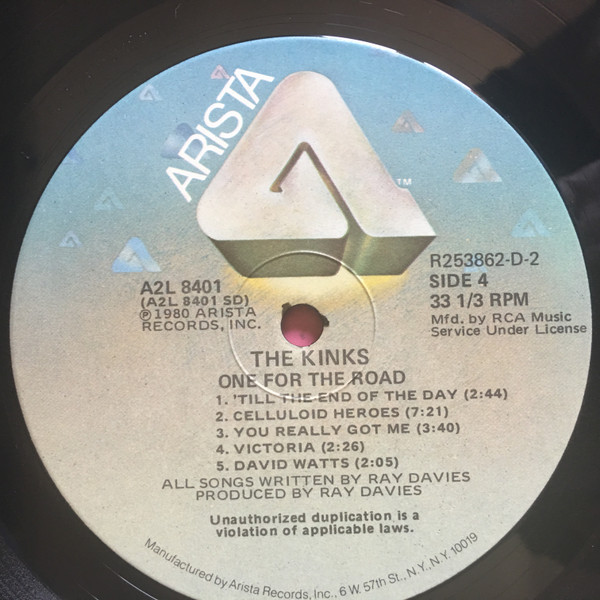 ARISTA
TM
A2L 8401
(A2L 8401 SD)
℗1980 ARISTA
RECORDS, INC.
R253862-D-2
SIDE 4
33 1/3 RPM
Mfd. by RCA Music
Service Under License
THE KINKS
ONE FOR THE ROAD
1. 'TILL THE END OF THE DAY (2:44)
2. CELLULOID HEROES (7:21)
3. YOU REALLY GOT ME (3:40)
4. VICTORIA (2:26)
5. DAVID WATTS (2:05)
ALL SONGS WRITTEN BY RAY DAVIES
PRODUCED BY RAY DAVIES
Unauthorized duplication is a
violation of applicable laws.
Manufactured by Arista Records, Inc., 6 W. 57th St., N.Y., N.Y. 10019